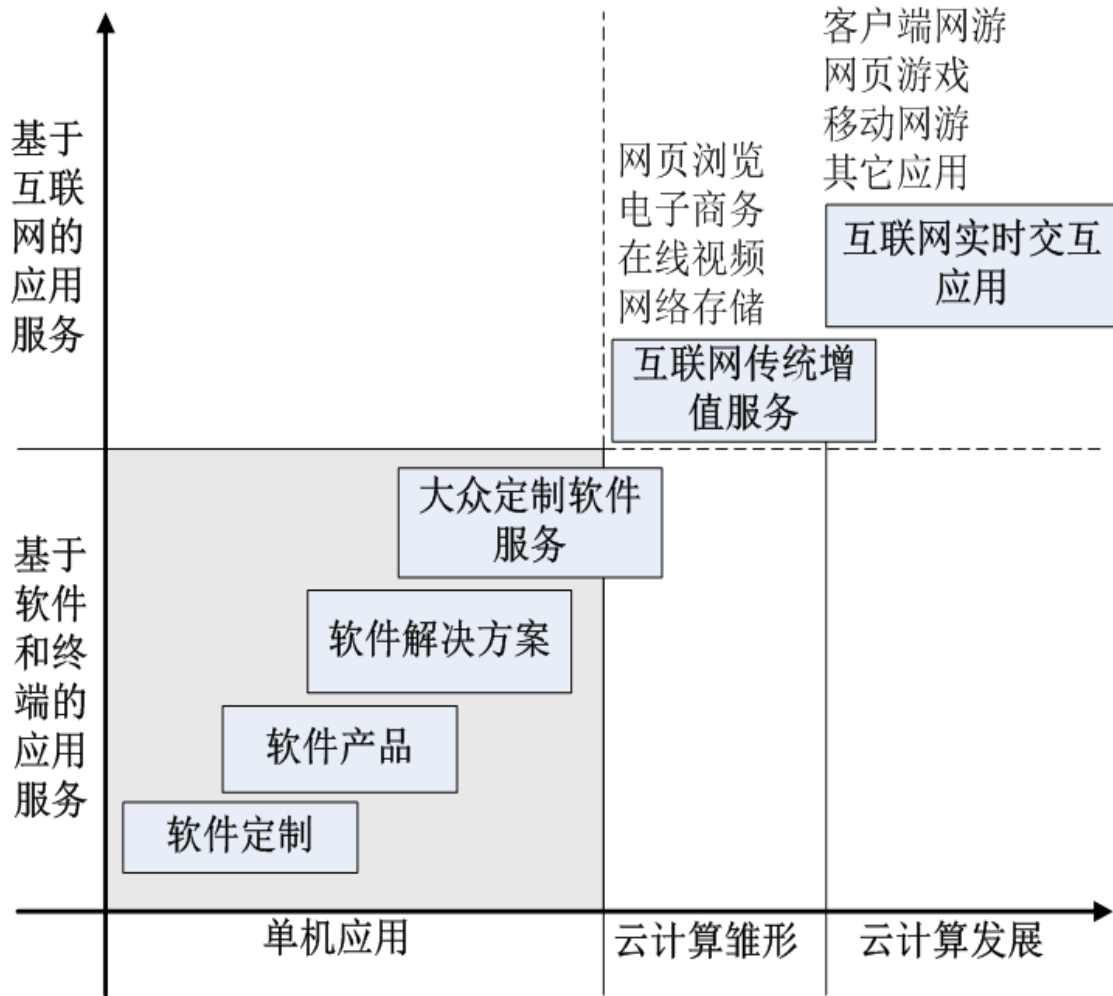 客户端网游
网页游戏
移动网游
其它应用
基于
互联
网的
应用
服务
网页浏览
电子商务
在线视频
网络存储
互联网实时交互
应用
互联网传统增
值服务
大众定制软件
服务
基于
软件
和终
端的
应用
服务
软件解决方案
软件产品
软件定制
单机应用
云计算雏形
云计算发展